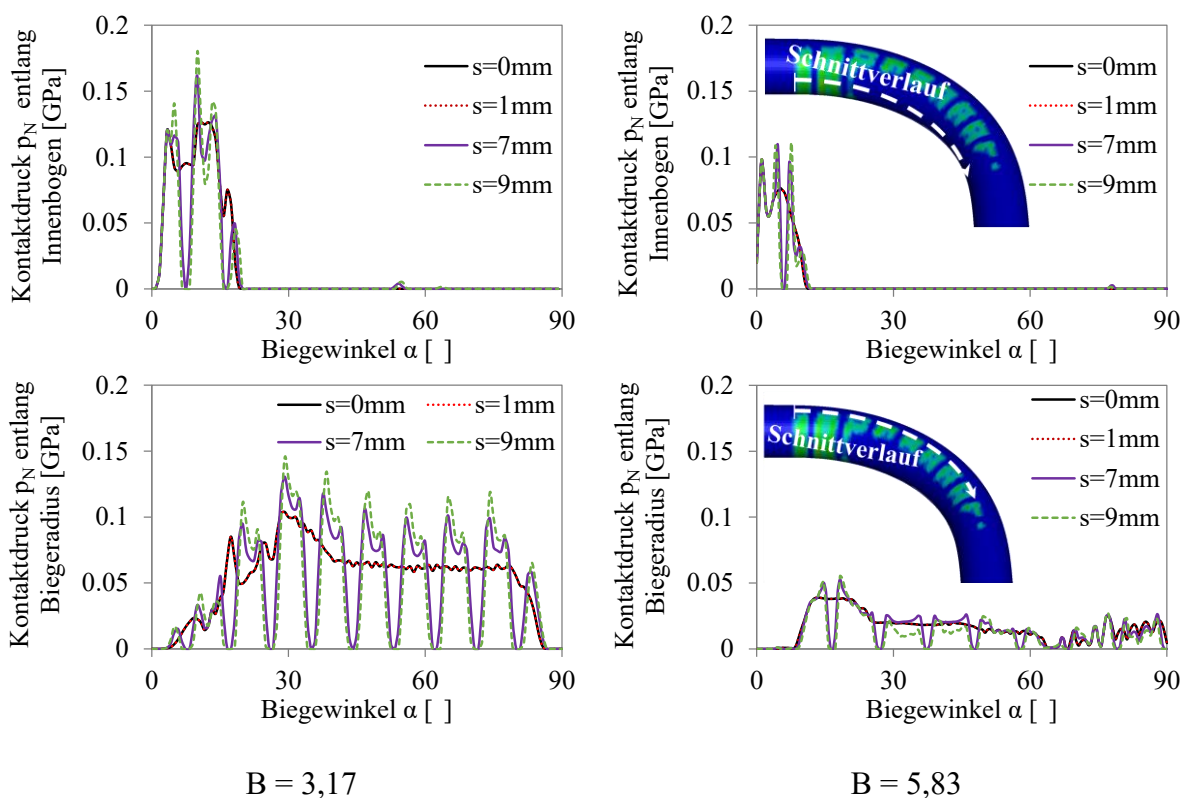 Kontaktdruck p_N entlang
Innenbogen [GPa]
0.2
0.15
0.1
0.05
0
s=0mm
s=1mm
s=7mm
s=9mm
0 30 60 90
Biegewinkel α [ ]
Kontaktdruck p_N entlang
Innenbogen [GPa]
0.2
0.15
0.1
0.05
0
Schnittverlauf
s=0mm
s=1mm
s=7mm
s=9mm
0 30 60 90
Biegewinkel α [ ]
Kontaktdruck p_N entlang
Biegeradius [GPa]
0.2
0.15
0.1
0.05
0
s=0mm s=1mm
s=7mm s=9mm
0 30 60 90
Biegewinkel α [ ]
Kontaktdruck p_N entlang
Biegeradius [GPa]
0.2
0.15
0.1
0.05
0
Schnittverlauf
s=0mm
s=1mm
s=7mm
s=9mm
0 30 60 90
Biegewinkel α [ ]
B = 3,17
B = 5,83